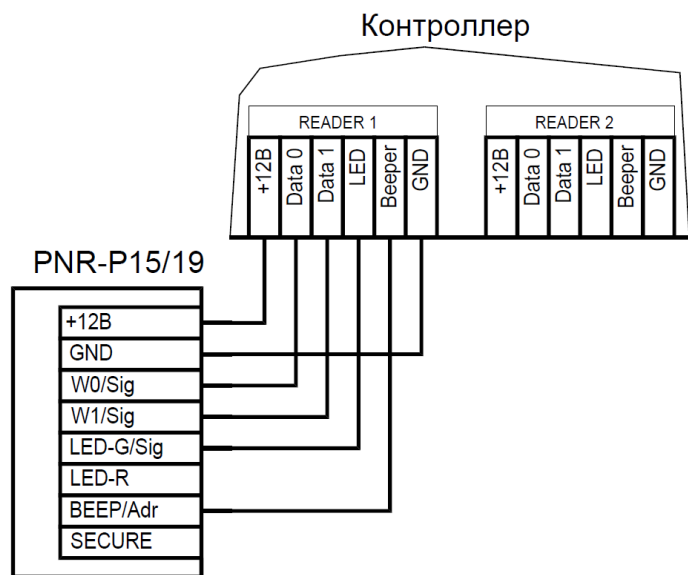 Контроллер
READER 1
READER 2
+12В
Data 0
Data 1
LED
Beeper
GND
+12В
Data 0
Data 1
LED
Beeper
GND
PNR-P15/19
+12В
GND
W0/Sig
W1/Sig
LED-G/Sig
LED-R
BEEP/Adr
SECURE